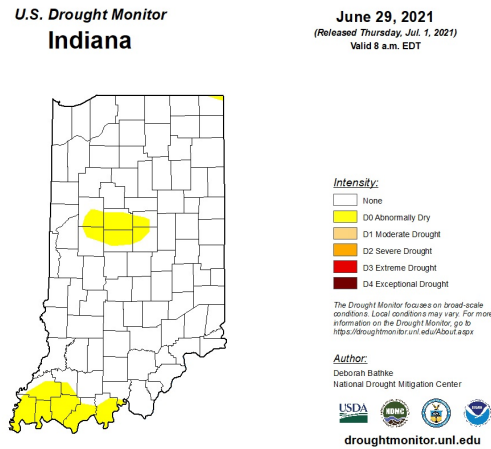 U.S. Drought Monitor
Indiana
June 29, 2021
(Released Thursday, Jul. 1, 2021)
Valid 8 a.m. EDT
Intensity:
None
D0 Abnormally Dry
D1 Moderate Drought
D2 Severe Drought
D3 Extreme Drought
D4 Exceptional Drought
The Drought Monitor focuses on broad-scale
conditions. Local conditions may vary. For more
information on the Drought Monitor, go to
https://droughtmonitor.unl.edu/About.aspx
Author:
Deborah Bathke
National Drought Mitigation Center
USDA
NDMC
droughtmonitor.unl.edu